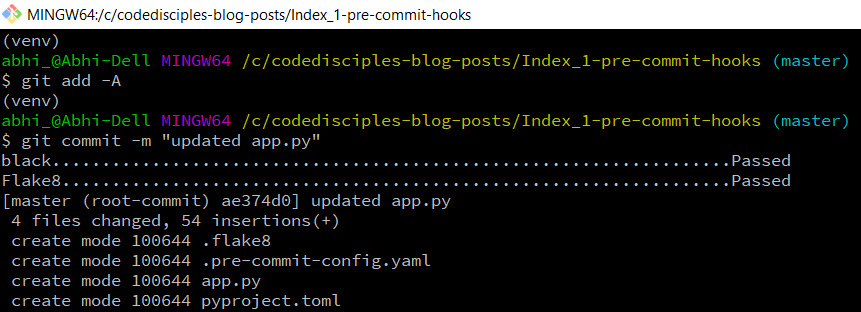 MINGW64:/c/codedisciples-blog-posts/Index_1-pre-commit-hooks
(venv)
abhi_@Abhi-Dell MINGW64 /c/codedisciples-blog-posts/Index_1-pre-commit-hooks (master)
$ git add -A
(venv)
abhi_@Abhi-Dell MINGW64 /c/codedisciples-blog-posts/Index_1-pre-commit-hooks (master)
$ git commit -m "updated app.py"
black....................................................................Passed
Flake8...................................................................Passed
[master (root-commit) ae374d0] updated app.py
 4 files changed, 54 insertions(+)
 create mode 100644 .flake8
 create mode 100644 .pre-commit-config.yaml
 create mode 100644 app.py
 create mode 100644 pyproject.toml